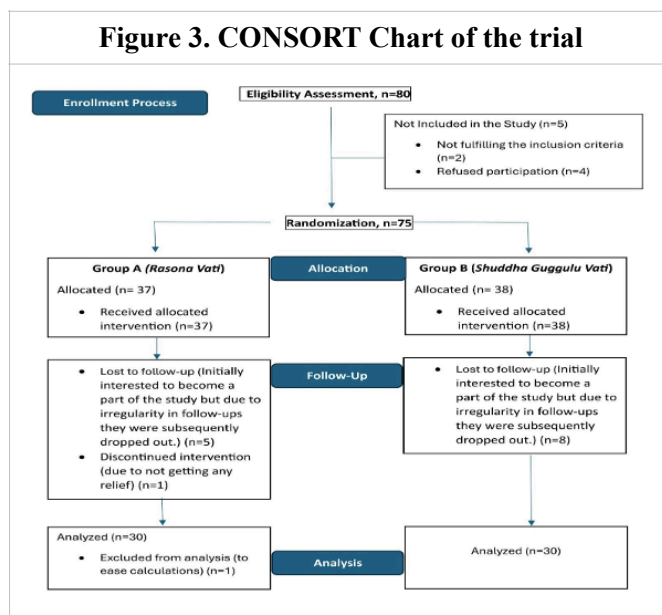 Figure 3. CONSORT Chart of the trial
Enrollment Process
Eligibility Assessment, n=80
Not Included in the Study (n=5)
• Not fulfilling the inclusion criteria
(n=2)
• Refused participation (n=4)
Randomization, n=75
Group A (Rasona Vati)
Allocated (n= 37)
• Received allocated
intervention (n=37)
Allocation
Group B (Shuddha Guggulu Vati)
Allocated (n= 38)
• Received allocated
intervention (n=38)
• Lost to follow-up (Initially
interested to become a
part of the study but due to
irregularity in follow-ups
they were subsequently
dropped out.) (n=5)
• Discontinued intervention
(due to not getting any
relief) (n=1)
Follow-Up
• Lost to follow-up (Initially
interested to become a
part of the study but due to
irregularity in follow-ups
they were subsequently
dropped out.) (n=8)
Analyzed (n=30)
• Excluded from analysis (to
ease calculations) (n=1)
Analysis
Analyzed (n=30)